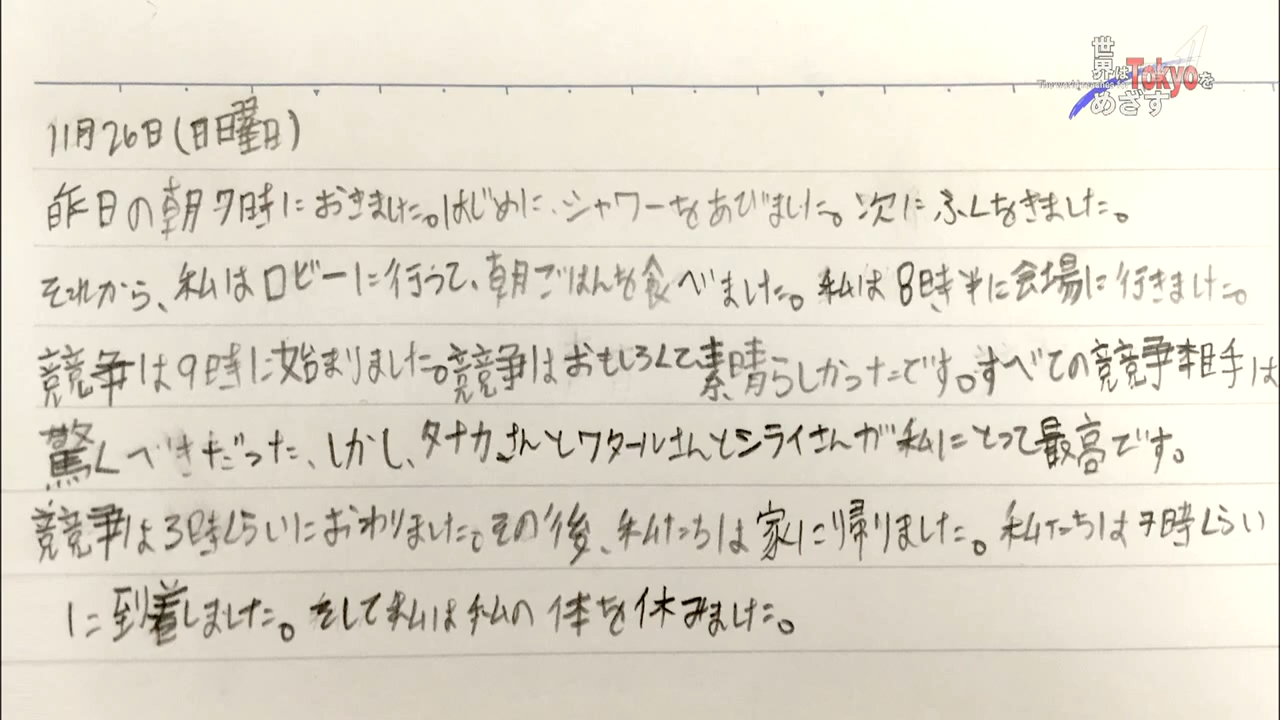 世界は Tokyoを めざす
11月26日(日曜日)
昨日の朝7時におきました。はじめに、シャワーをあびました。次にふくをきました。
それから、私はロビーに行って、朝ごはんを食べました。私は8時半に会場に行きました。
競争は9時に始まりました。競争はおもしろくて素晴らしかったです。すべての競争相手は
驚くべきだった、しかし、タナカさんとワタールさんとシライさんが私にとって最高です。
競争は3時くらいにおわりました。その後、私たちは家に帰りました。私たちは7時くらい
に到着しました。そして私は私の体を休みました。